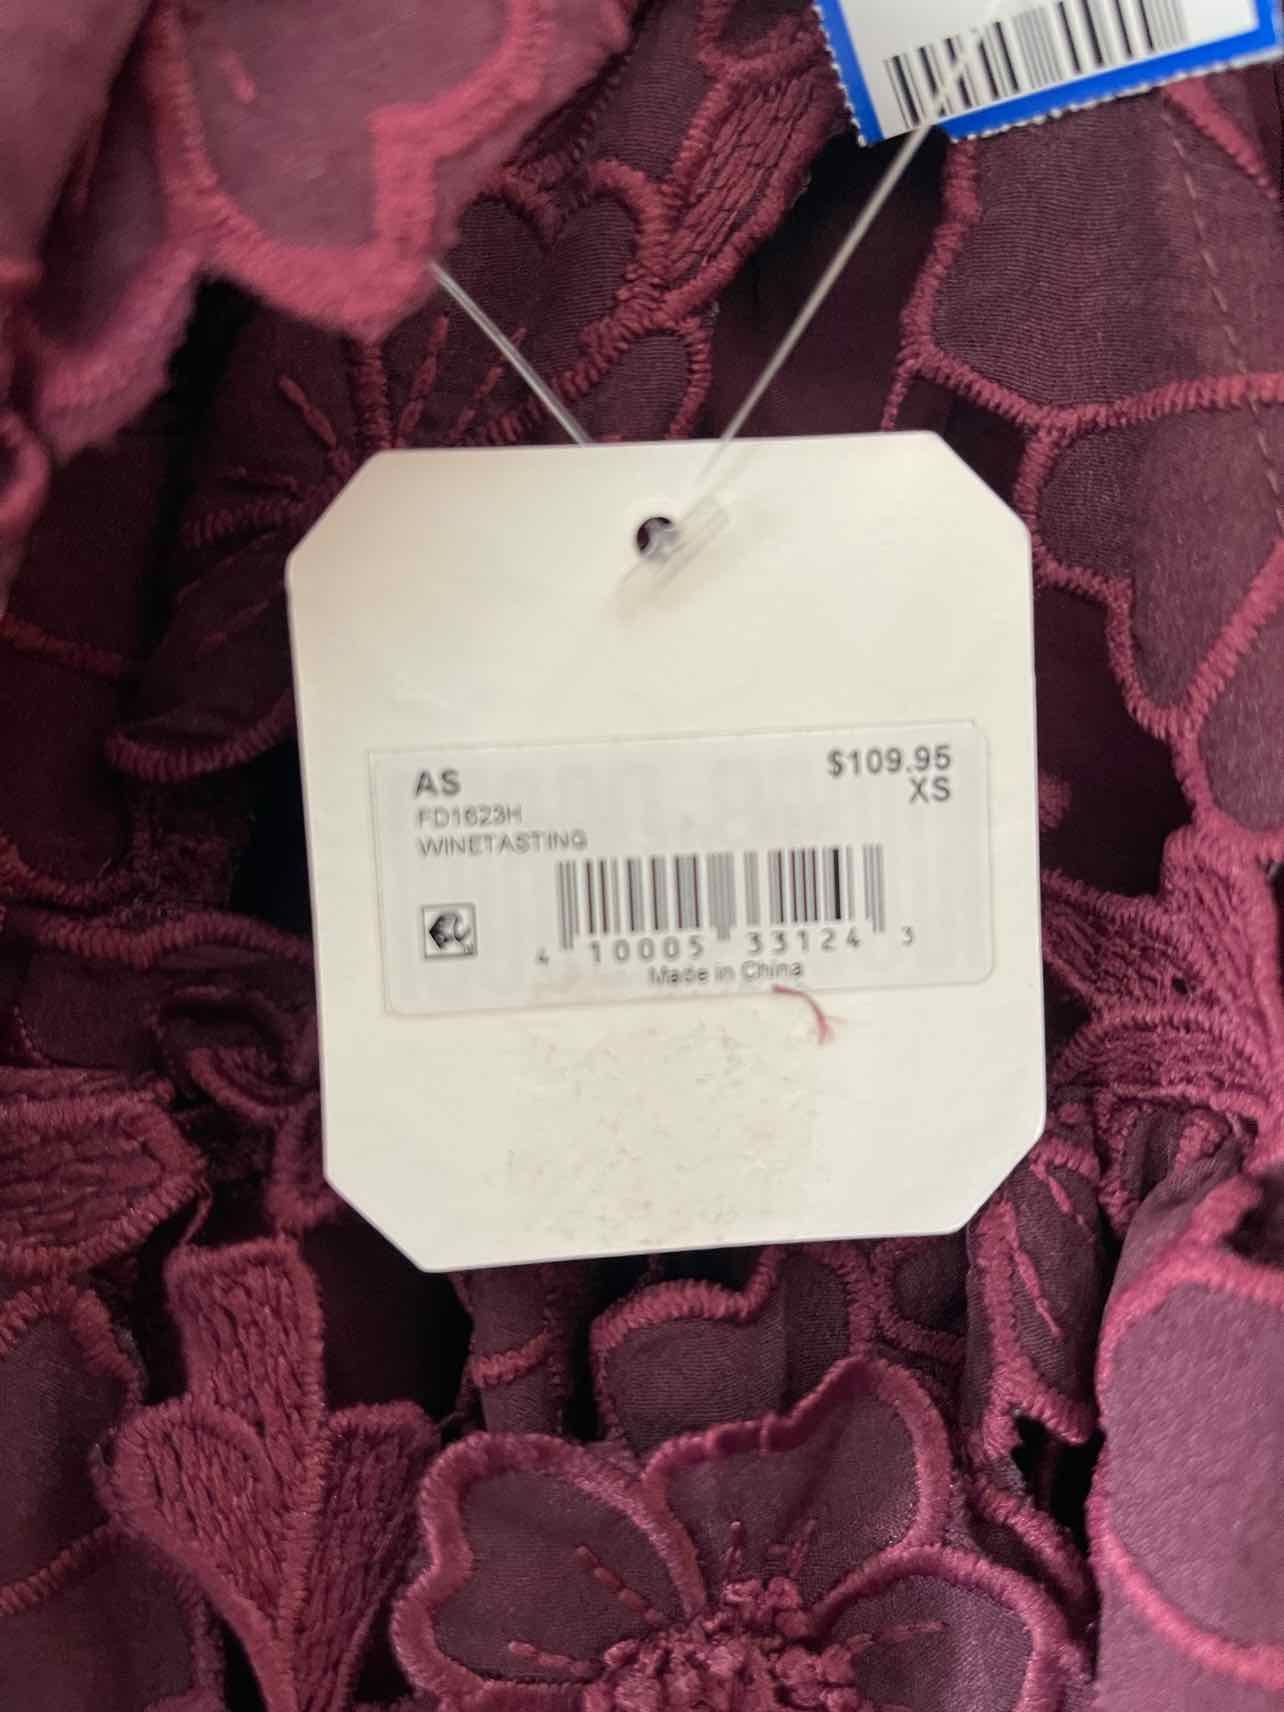 AS
$109.95
XS
FD1623H
WINETASTING
4 10005 33124 3
Made in China